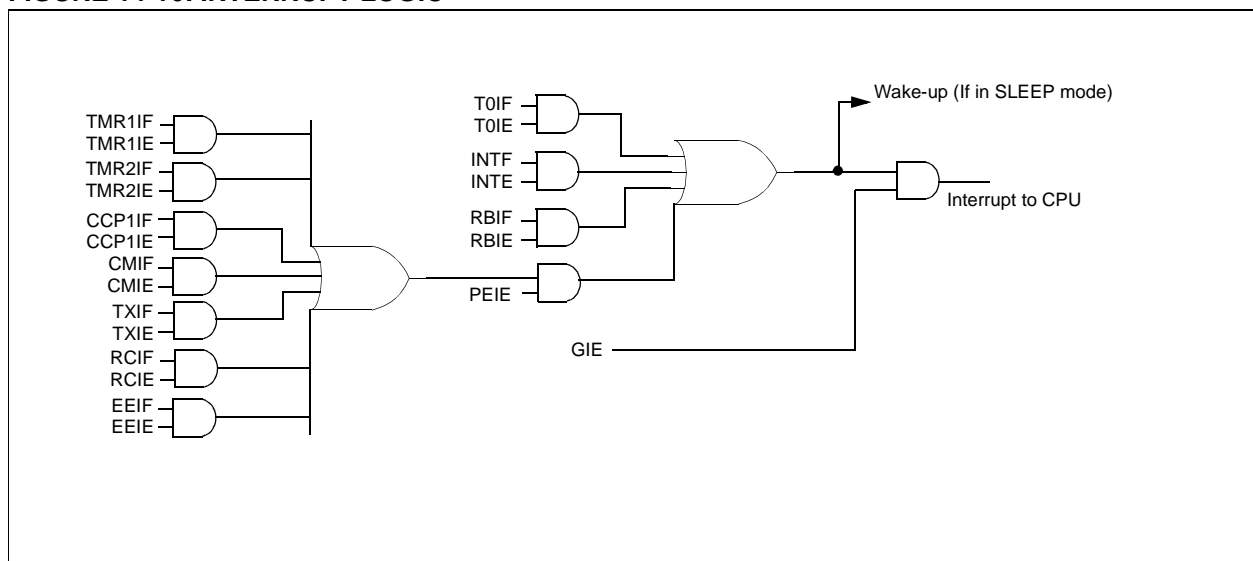 TMR1IF
TMR1IE
TMR2IF
TMR2IE
CCP1IF
CCP1IE
CMIF
CMIE
TXIF
TXIE
RCIF
RCIE
EEIF
EEIE
T0IF
T0IE
INTF
INTE
RBIF
RBIE
PEIE
GIE
Wake-up (If in SLEEP mode)
Interrupt to CPU